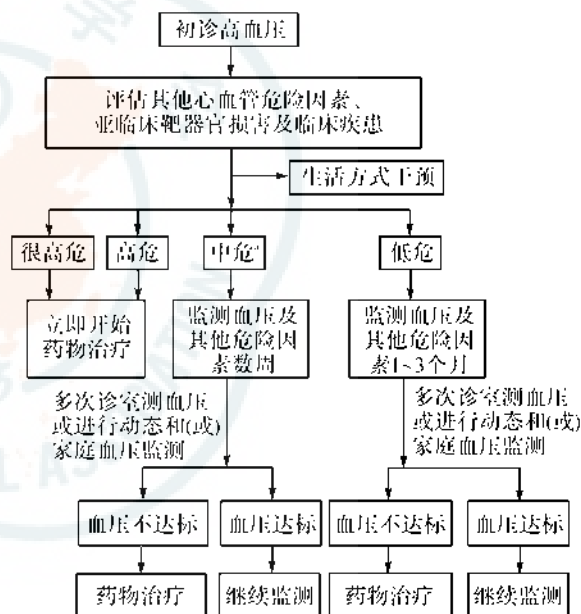 初诊高血压
评估其他心血管危险因素、
亚临床靶器官损害及临床疾患
生活方式干预
很高危
高危
中危ᵃ
低危
立即开始
药物治疗
监测血压及
其他危险因
素数周
监测血压及
其他危险因
素1~3个月
多次诊室测血压
或进行动态和(或)
家庭血压监测
多次诊室测血压
或进行动态和(或)
家庭血压监测
血压不达标
血压达标
血压不达标
血压达标
药物治疗
继续监测
药物治疗
继续监测